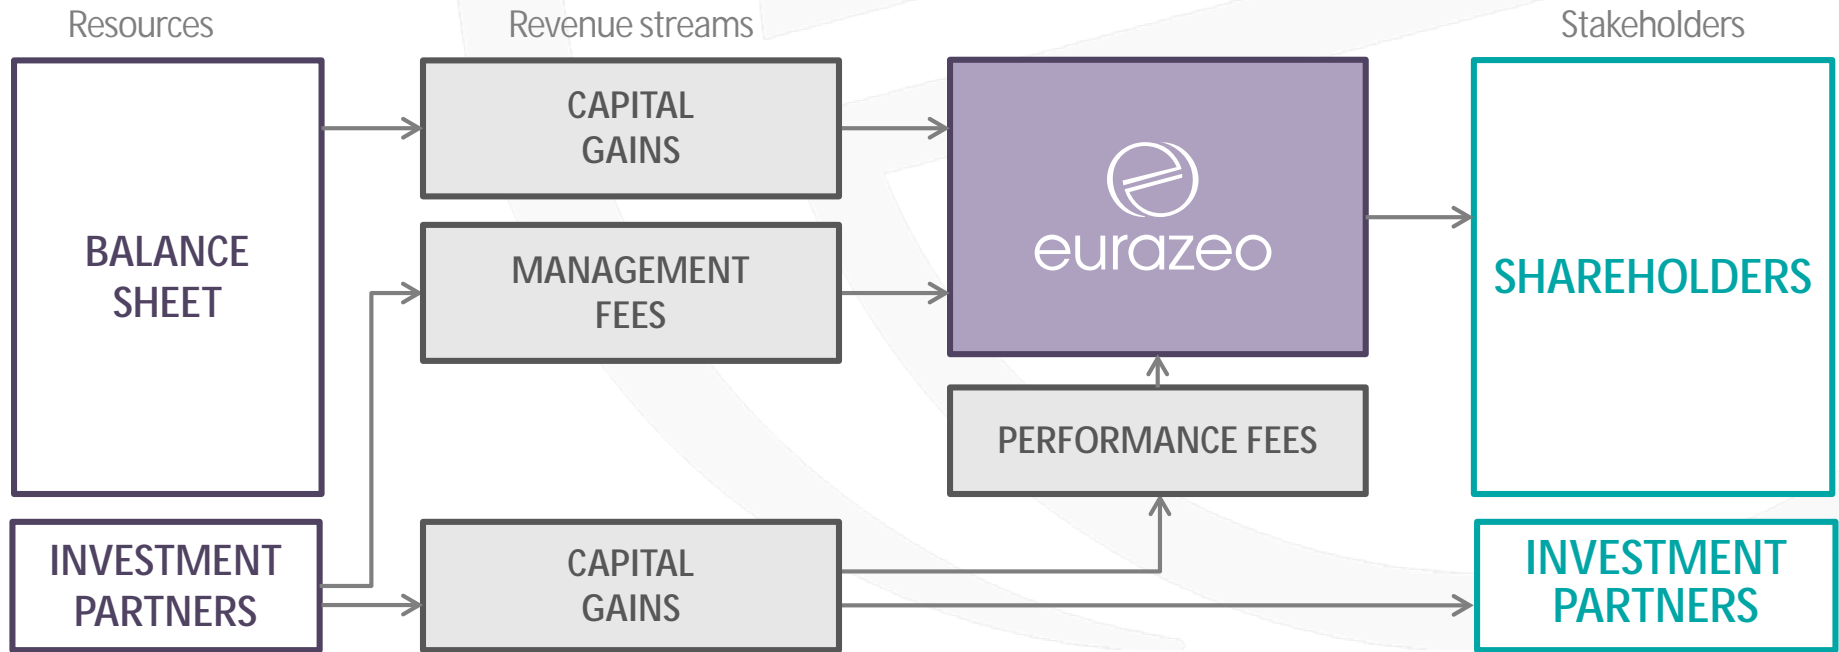 Resources
Revenue streams
Stakeholders
BALANCE
SHEET
CAPITAL
GAINS
eurazeo
SHAREHOLDERS
MANAGEMENT
FEES
PERFORMANCE FEES
INVESTMENT
PARTNERS
CAPITAL
GAINS
INVESTMENT
PARTNERS